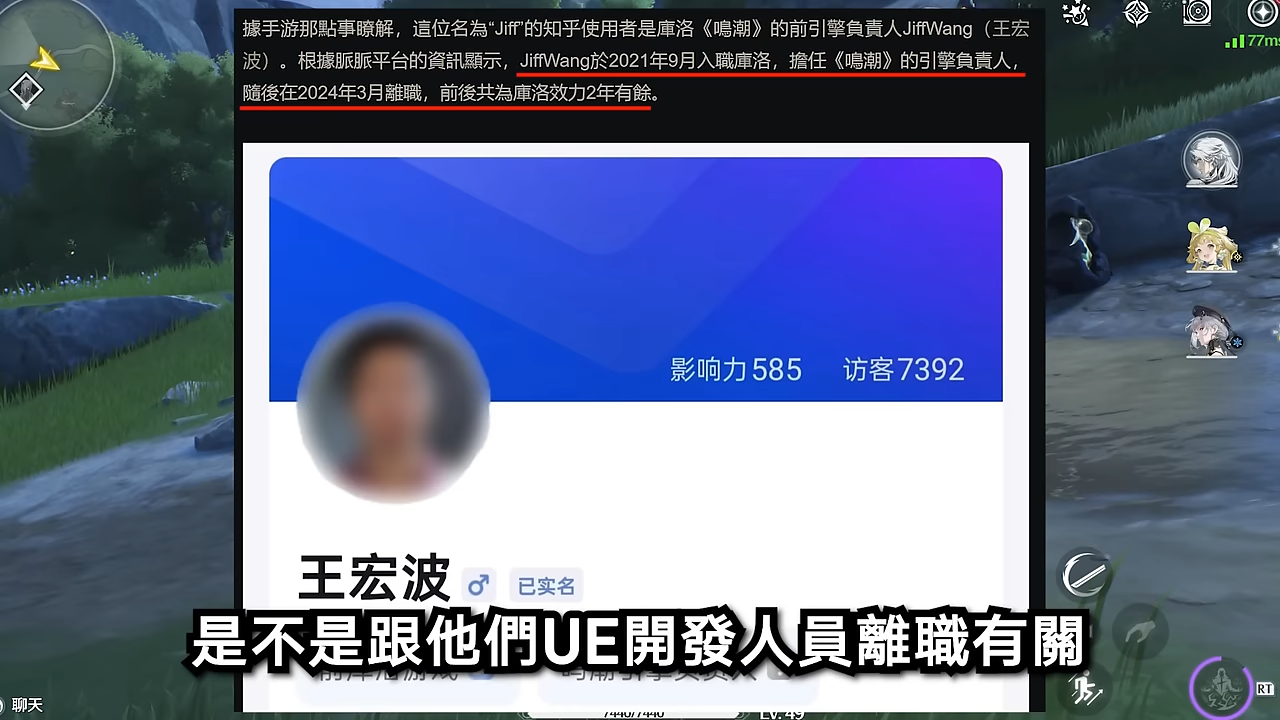 據手游那點事瞭解，這位名為“Jiff”的知乎使用者是庫洛《鳴潮》的前引擎負責人JiffWang（王宏
波）。根據脈脈平台的資訊顯示，JiffWang於2021年9月入職庫洛，擔任《鳴潮》的引擎負責人，
隨後在2024年3月離職，前後共為庫洛效力2年有餘。
77ms
影响力585 访客7392
王宏波 ♂ 已实名
是不是跟他們UE開發人員離職有關
RT
聊天
7440/7440 Lv.49